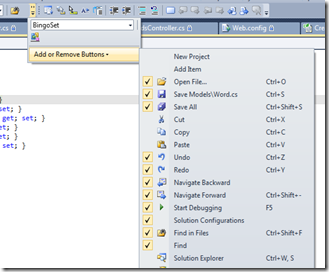 BingoSet
tsController.cs
Web.config
Add or Remove Buttons
New Project
Add Item
Open File... Ctrl+O
Save Models\Word.cs Ctrl+S
Save All Ctrl+Shift+S
Cut Ctrl+X
Copy Ctrl+C
Paste Ctrl+V
Undo Ctrl+Z
Redo Ctrl+Y
Navigate Backward
Navigate Forward Ctrl+Shift+-
Start Debugging F5
Solution Configurations
Find in Files Ctrl+Shift+F
Find
Solution Explorer Ctrl+W, S
}
set; }
get; set; }
et; }
et; }
set; }